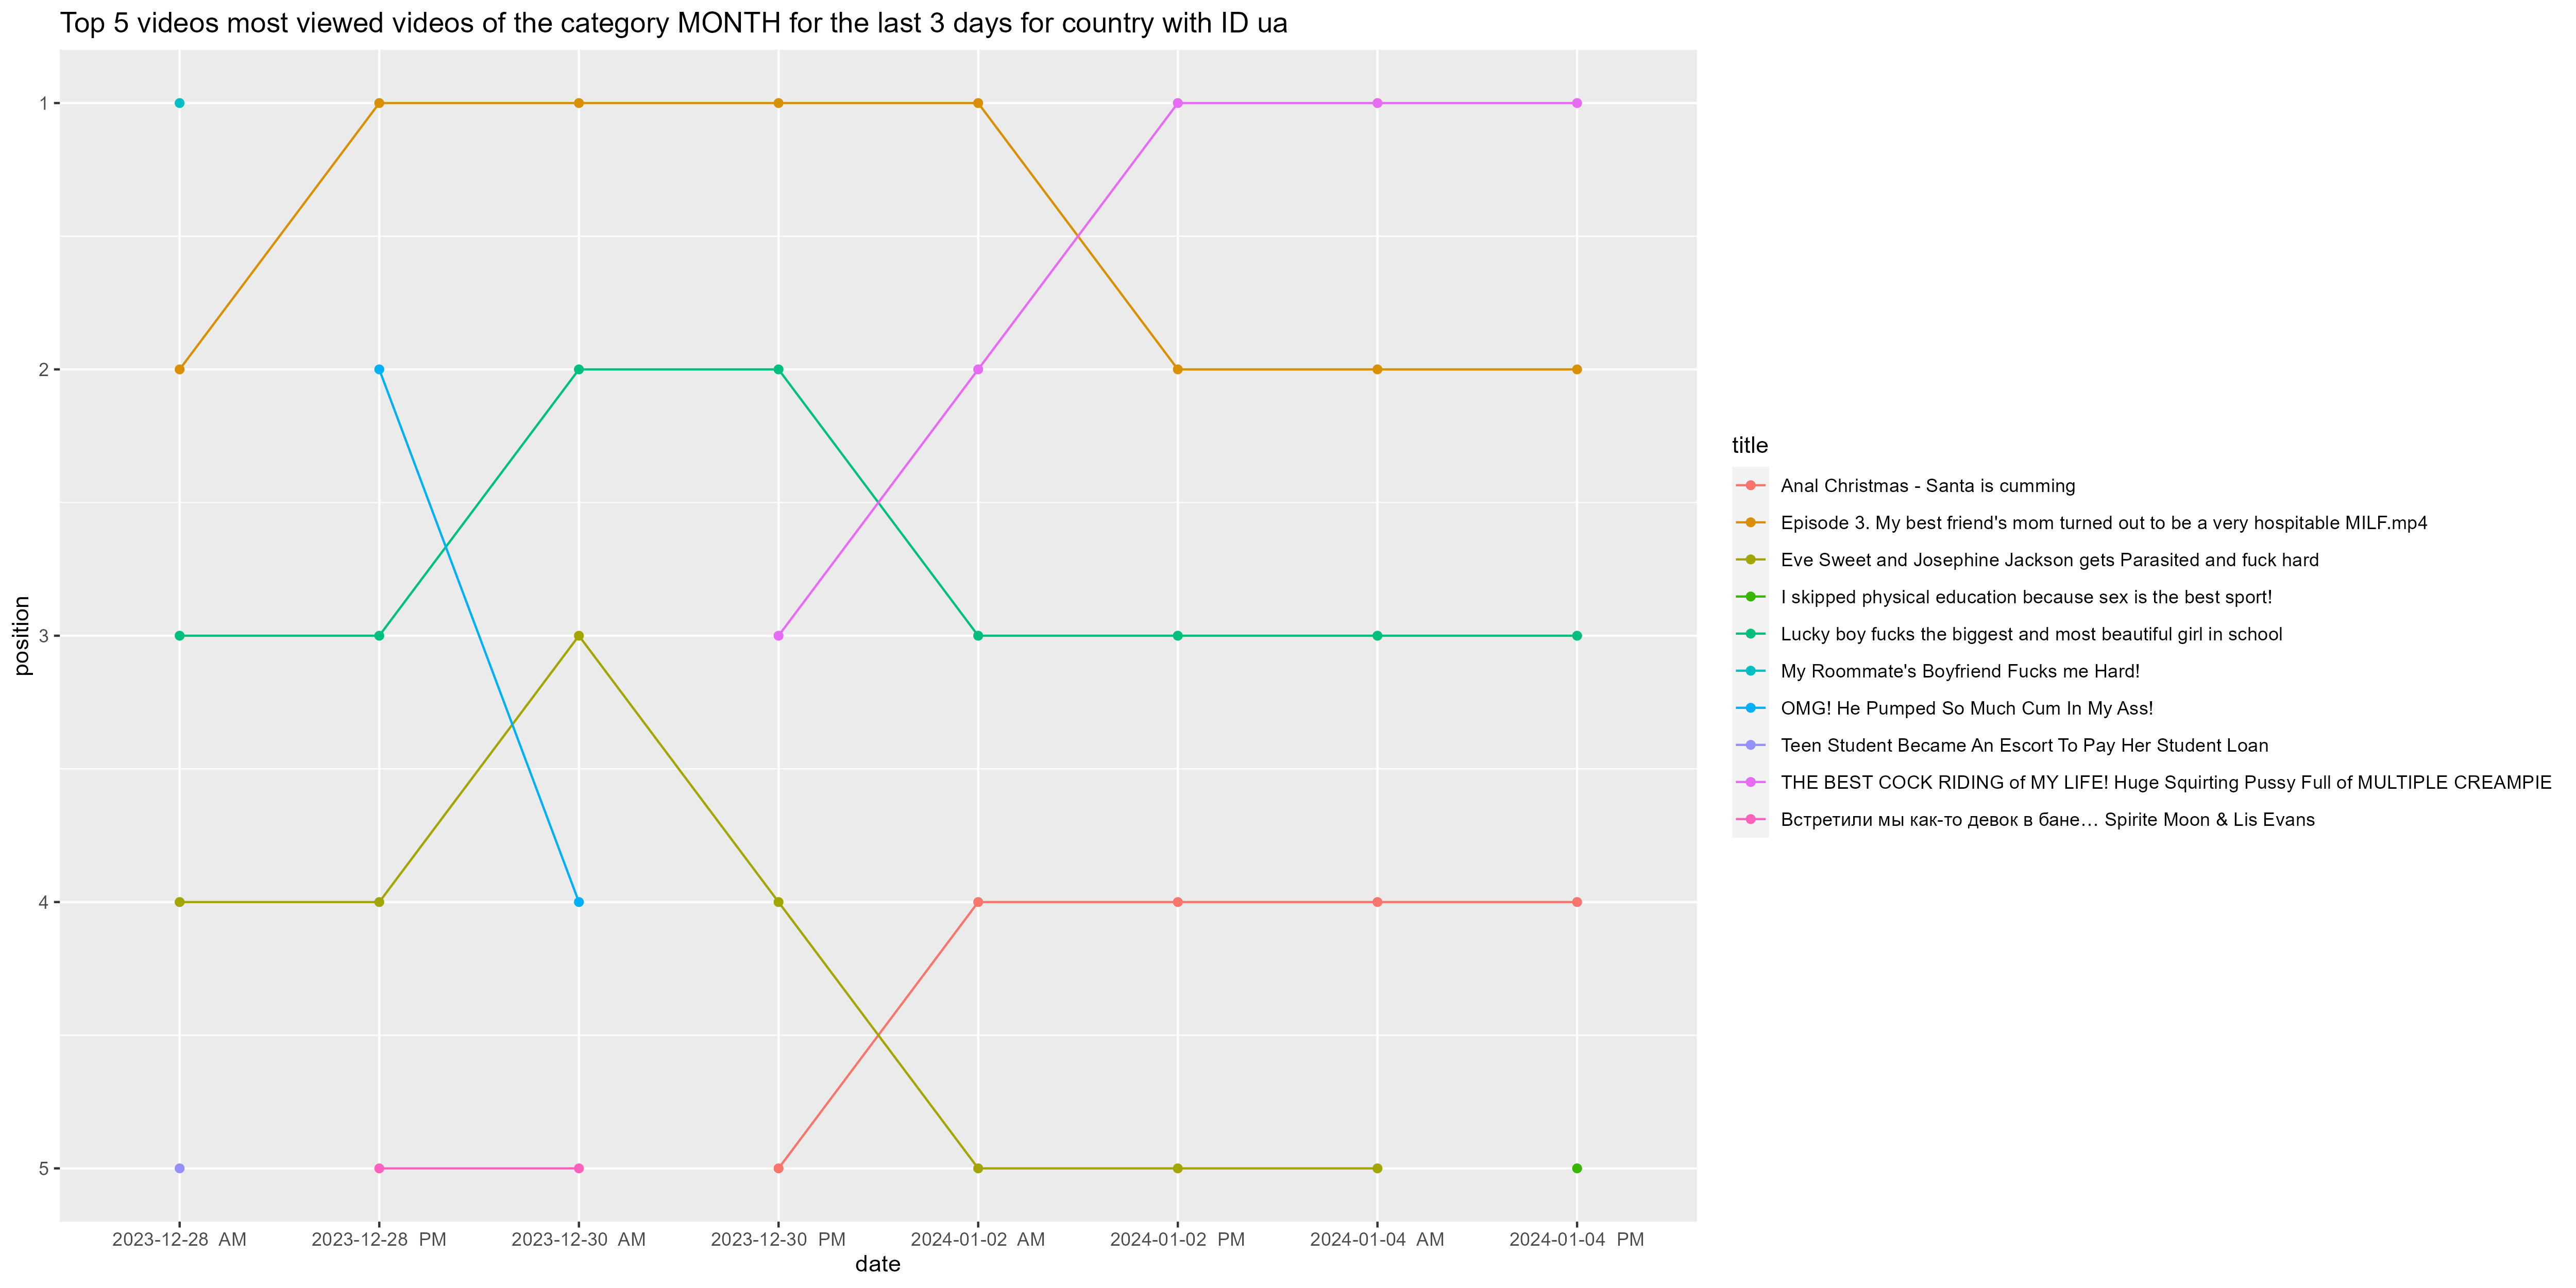 Top 5 videos most viewed videos of the category MONTH for the last 3 days for country with ID ua
1
2
3
4
5
position
2023-12-28 AM
2023-12-28 PM
2023-12-30 AM
2023-12-30 PM
2024-01-02 AM
2024-01-02 PM
2024-01-04 AM
2024-01-04 PM
date
title
Anal Christmas - Santa is cumming
Episode 3. My best friend's mom turned out to be a very hospitable MILF.mp4
Eve Sweet and Josephine Jackson gets Parasited and fuck hard
I skipped physical education because sex is the best sport!
Lucky boy fucks the biggest and most beautiful girl in school
My Roommate's Boyfriend Fucks me Hard!
OMG! He Pumped So Much Cum In My Ass!
Teen Student Became An Escort To Pay Her Student Loan
THE BEST COCK RIDING of MY LIFE! Huge Squirting Pussy Full of MULTIPLE CREAMPIE
Встретили мы как-то девок в бане… Spirite Moon & Lis Evans